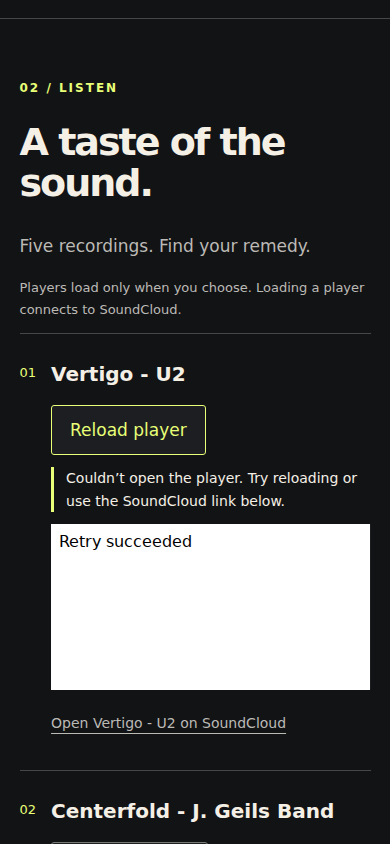 02 / LISTEN
A taste of the
sound.
Five recordings. Find your remedy.
Players load only when you choose. Loading a player
connects to SoundCloud.
01 Vertigo - U2
Reload player
Couldn’t open the player. Try reloading or
use the SoundCloud link below.
Retry succeeded
Open Vertigo - U2 on SoundCloud
02 Centerfold - J. Geils Band